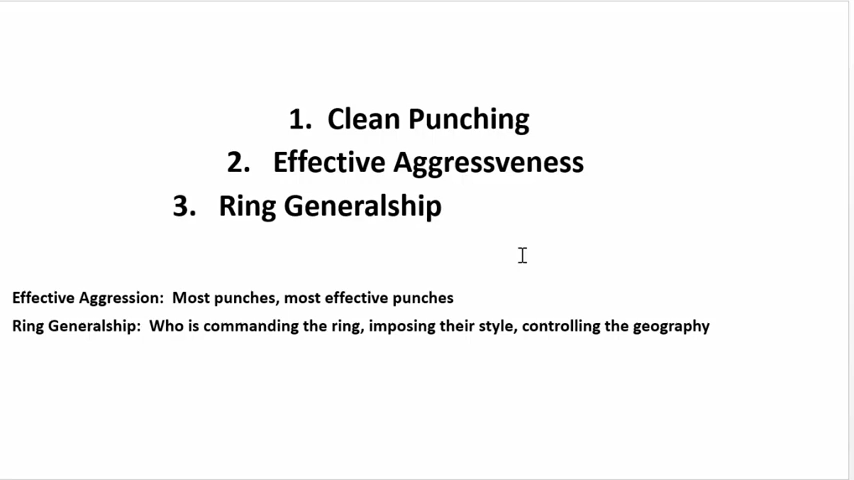 1. Clean Punching
2. Effective Aggressveness
3. Ring Generalship
Effective Aggression: Most punches, most effective punches
Ring Generalship: Who is commanding the ring, imposing their style, controlling the geography